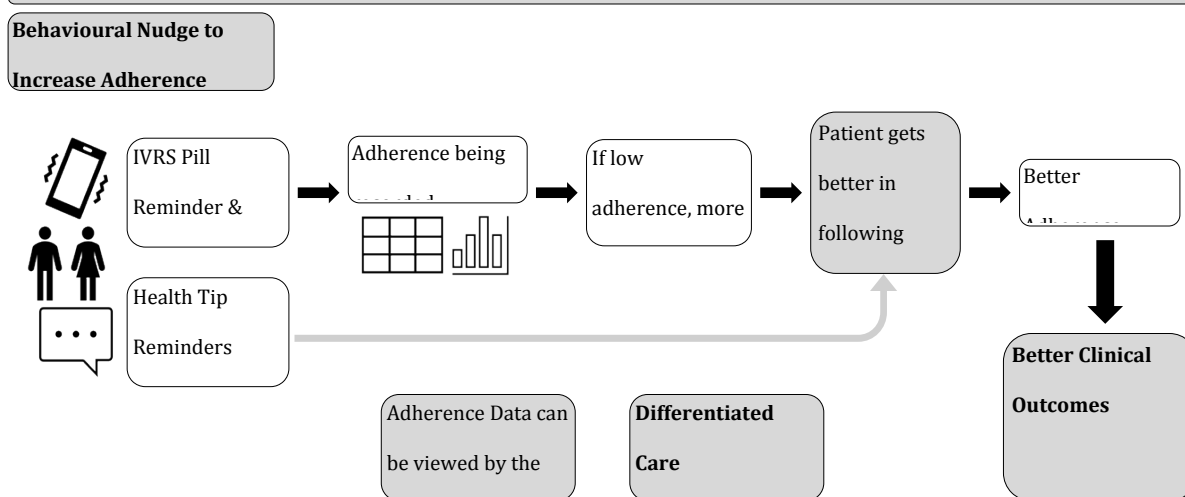 Behavioural Nudge to
Increase Adherence
IVRS Pill
Reminder &
Adherence being
If low
adherence, more
Patient gets
better in
following
Better
Health Tip
Reminders
Better Clinical
Outcomes
Adherence Data can
be viewed by the
Differentiated
Care